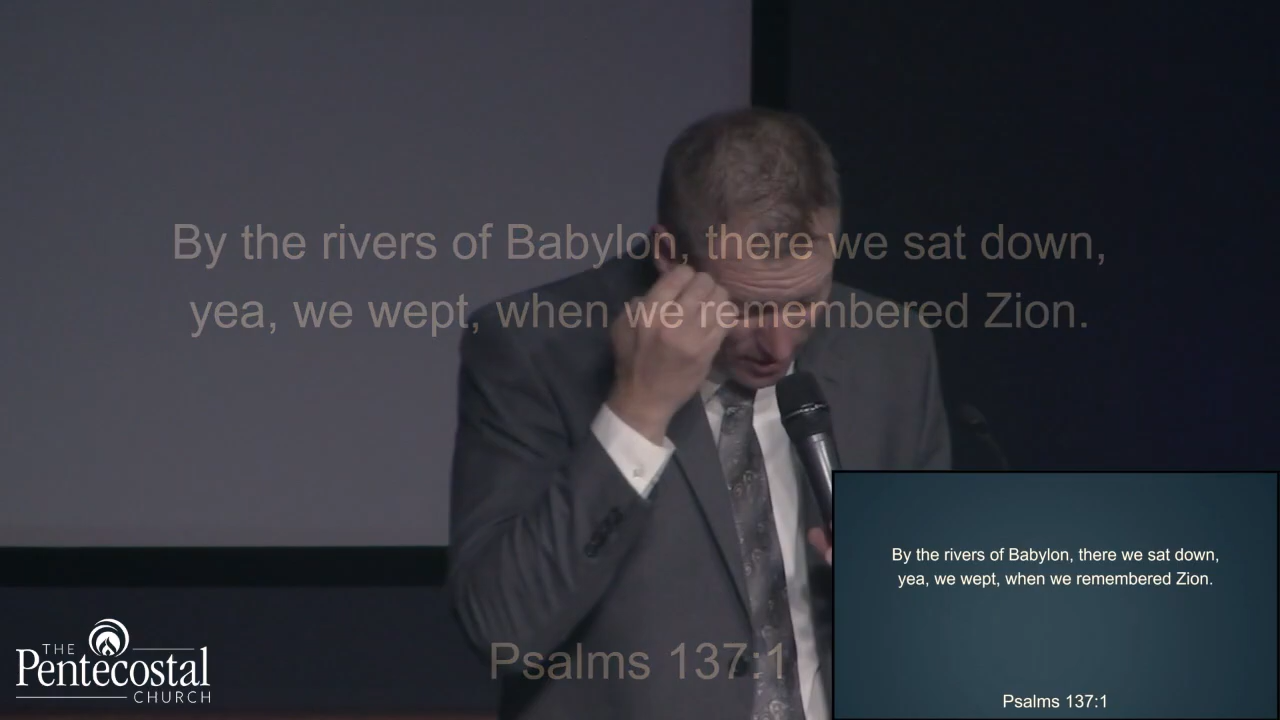 By the rivers of Babylon, there we sat down,
yea, we wept, when we remembered Zion.
Psalms 137:1
By the rivers of Babylon, there we sat down,
yea, we wept, when we remembered Zion.
Psalms 137:1
THE
Pentecostal
CHURCH